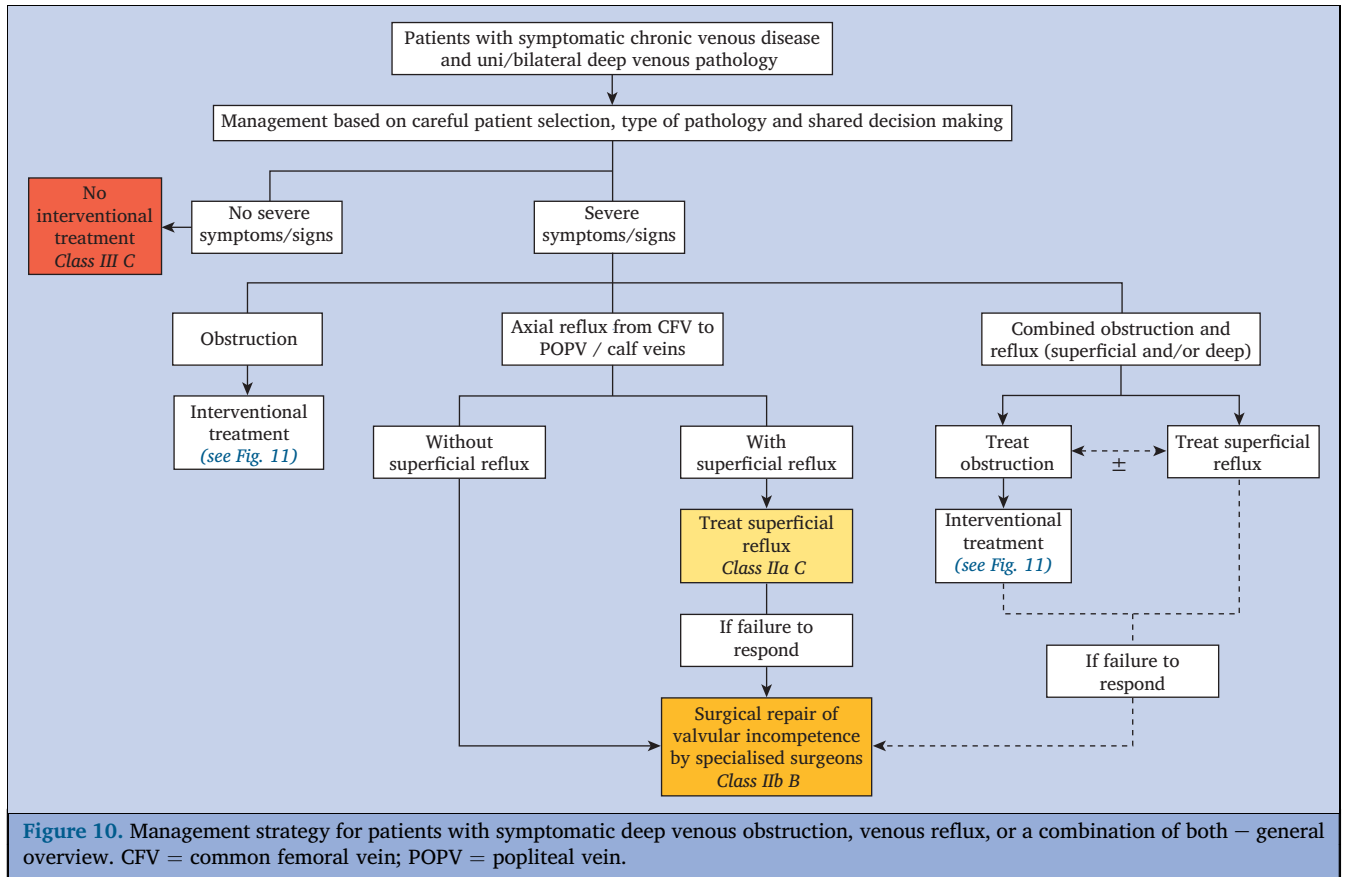 Patients with symptomatic chronic venous disease
and uni/bilateral deep venous pathology
Management based on careful patient selection, type of pathology and shared decision making
No
interventional
treatment
Class III C
No severe
symptoms/signs
Severe
symptoms/signs
Obstruction
Axial reflux from CFV to
POPV / calf veins
Combined obstruction and
reflux (superficial and/or deep)
Interventional
treatment
(see Fig. 11)
Without
superficial reflux
With
superficial reflux
Treat
obstruction
±
Treat superficial
reflux
Treat superficial
reflux
Class IIa C
Interventional
treatment
(see Fig. 11)
If failure to
respond
If failure to
respond
Surgical repair of
valvular incompetence
by specialised surgeons
Class IIb B
Figure 10. Management strategy for patients with symptomatic deep venous obstruction, venous reflux, or a combination of both – general
overview. CFV = common femoral vein; POPV = popliteal vein.